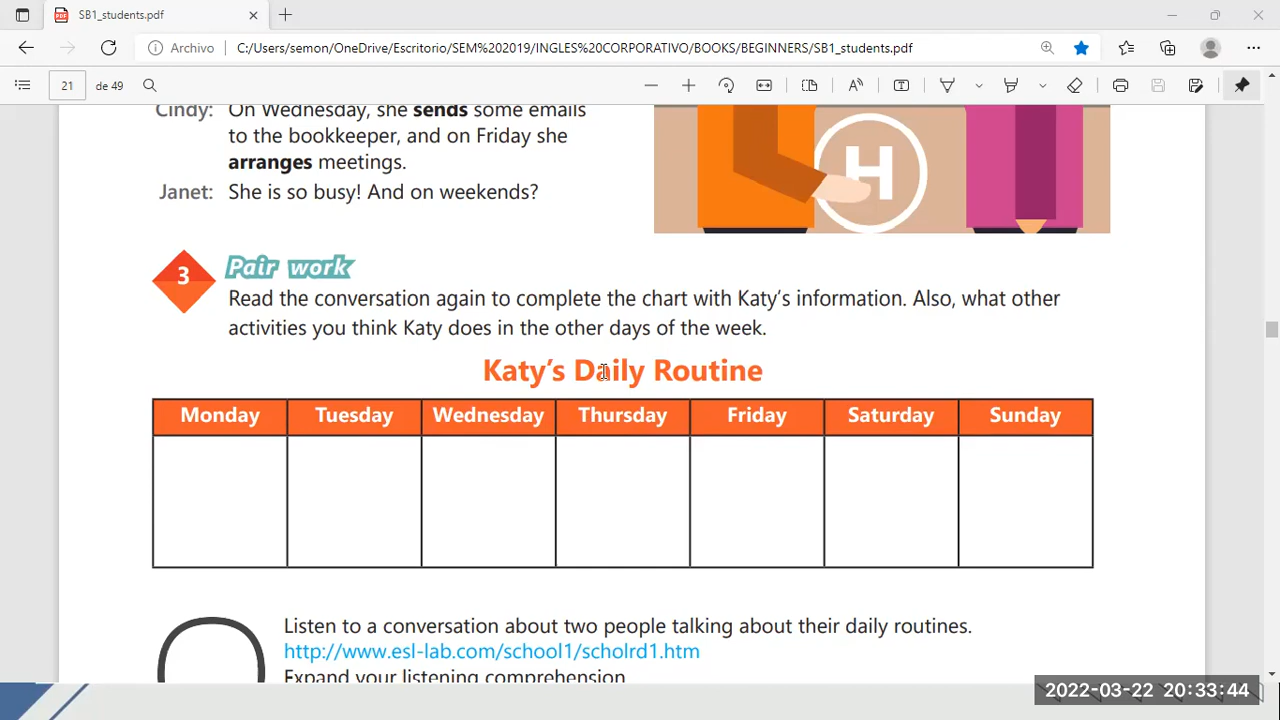 SB1_students.pdf
Archivo C:/Users/semon/OneDrive/Escritorio/SEM%202019/INGLES%20CORPORATIVO/BOOKS/BEGINNERS/SB1_students.pdf
21 de 49
Cindy: On Wednesday, she sends some emails
to the bookkeeper, and on Friday she
arranges meetings.
Janet: She is so busy! And on weekends?
H
3 Pair work
Read the conversation again to complete the chart with Katy’s information. Also, what other
activities you think Katy does in the other days of the week.
Katy’s Daily Routine
Monday Tuesday Wednesday Thursday Friday Saturday Sunday
Listen to a conversation about two people talking about their daily routines.
http://www.esl-lab.com/school1/scholrd1.htm
Expand your listening comprehension
2022-03-22 20:33:44